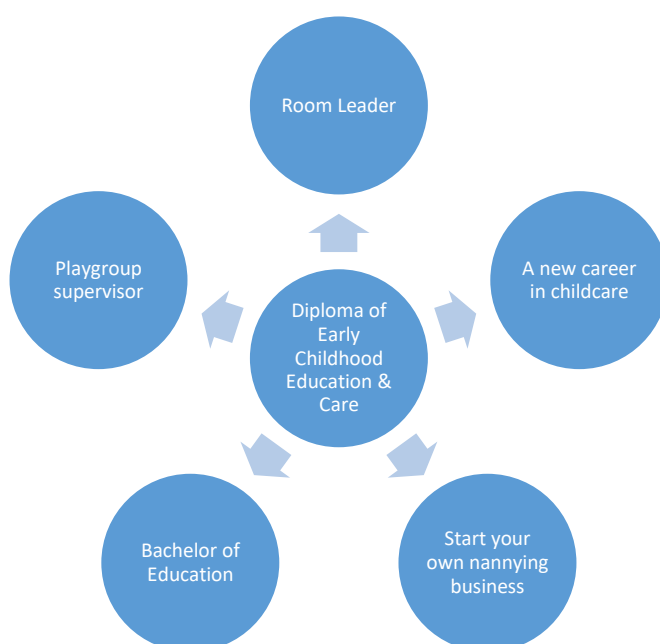 Room Leader
Playgroup
supervisor
A new career
in childcare
Diploma of
Early
Childhood
Education &
Care
Bachelor of
Education
Start your
own nannying
business